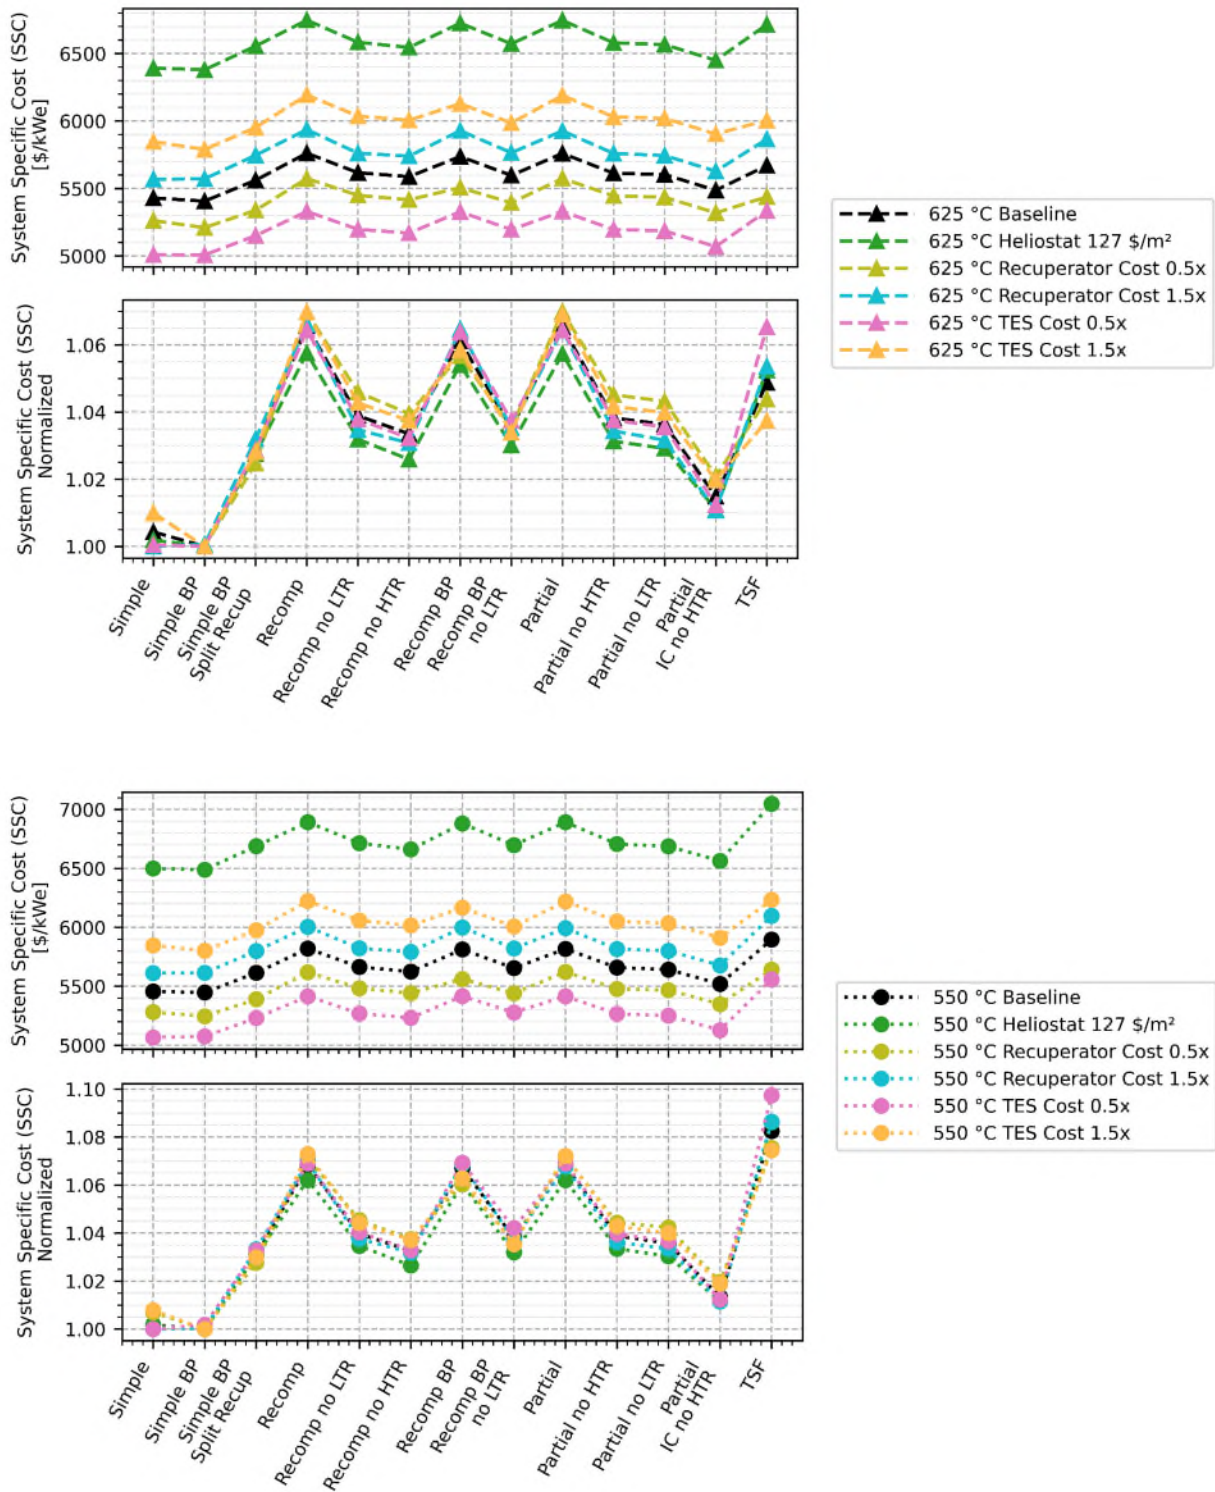 System Specific Cost (SSC)
[$/kWe]
6500
6000
5500
5000
System Specific Cost (SSC)
Normalized
1.06
1.04
1.02
1.00
Simple
Simple BP
Simple BP
Split Recup
Recomp
Recomp no LTR
Recomp no HTR
Recomp BP
Recomp BP
no LTR
Partial
Partial no HTR
Partial no LTR
Partial
IC no HTR
TSF
625 °C Baseline
625 °C Heliostat 127 $/m²
625 °C Recuperator Cost 0.5x
625 °C Recuperator Cost 1.5x
625 °C TES Cost 0.5x
625 °C TES Cost 1.5x
System Specific Cost (SSC)
[$/kWe]
7000
6500
6000
5500
5000
System Specific Cost (SSC)
Normalized
1.10
1.08
1.06
1.04
1.02
1.00
Simple
Simple BP
Simple BP
Split Recup
Recomp
Recomp no LTR
Recomp no HTR
Recomp BP
Recomp BP
no LTR
Partial
Partial no HTR
Partial no LTR
Partial
IC no HTR
TSF
550 °C Baseline
550 °C Heliostat 127 $/m²
550 °C Recuperator Cost 0.5x
550 °C Recuperator Cost 1.5x
550 °C TES Cost 0.5x
550 °C TES Cost 1.5x